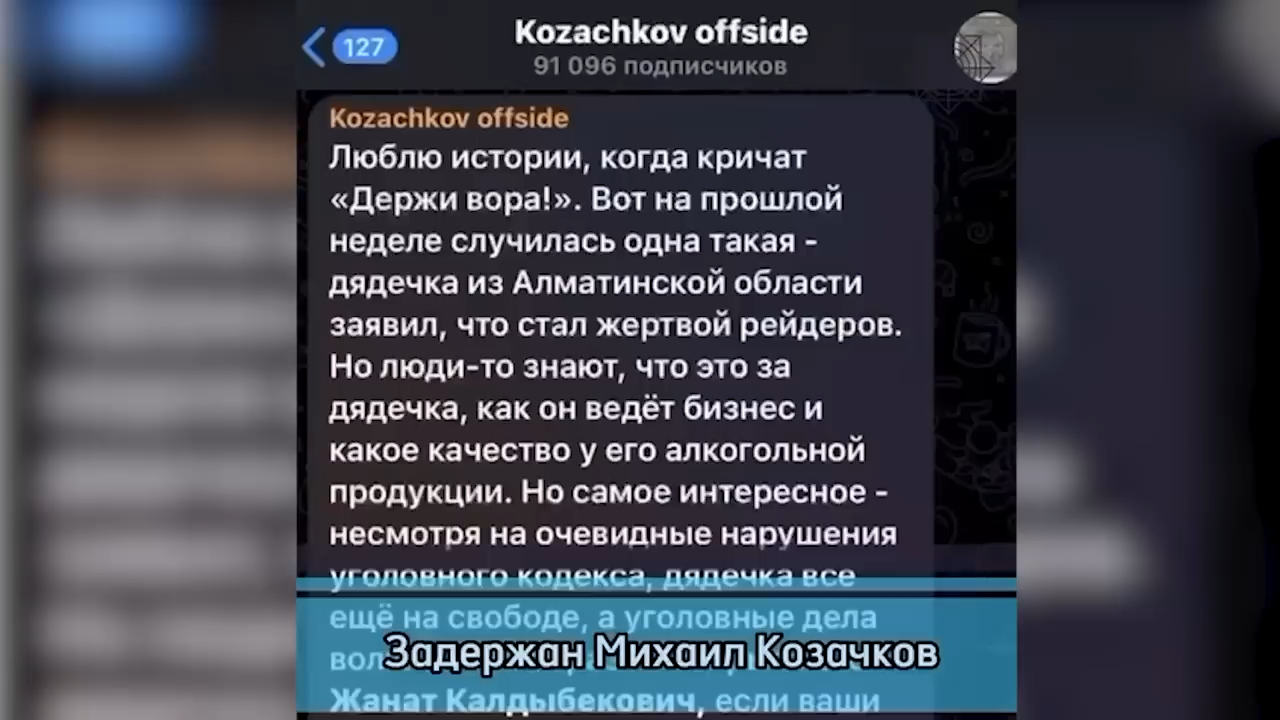 127
Kozachkov offside
91 096 подписчиков
Kozachkov offside
Люблю истории, когда кричат
«Держи вора!». Вот на прошлой
неделе случилась одна такая -
дядечка из Алматинской области
заявил, что стал жертвой рейдеров.
Но люди-то знают, что это за
дядечка, как он ведёт бизнес и
какое качество у его алкогольной
продукции. Но самое интересное -
несмотря на очевидные нарушения
уголовного кодекса, дядечка все
ещё на свободе, а уголовные дела
Задержан Михаил Козачков
Жанат Калдыбекович, если ваши